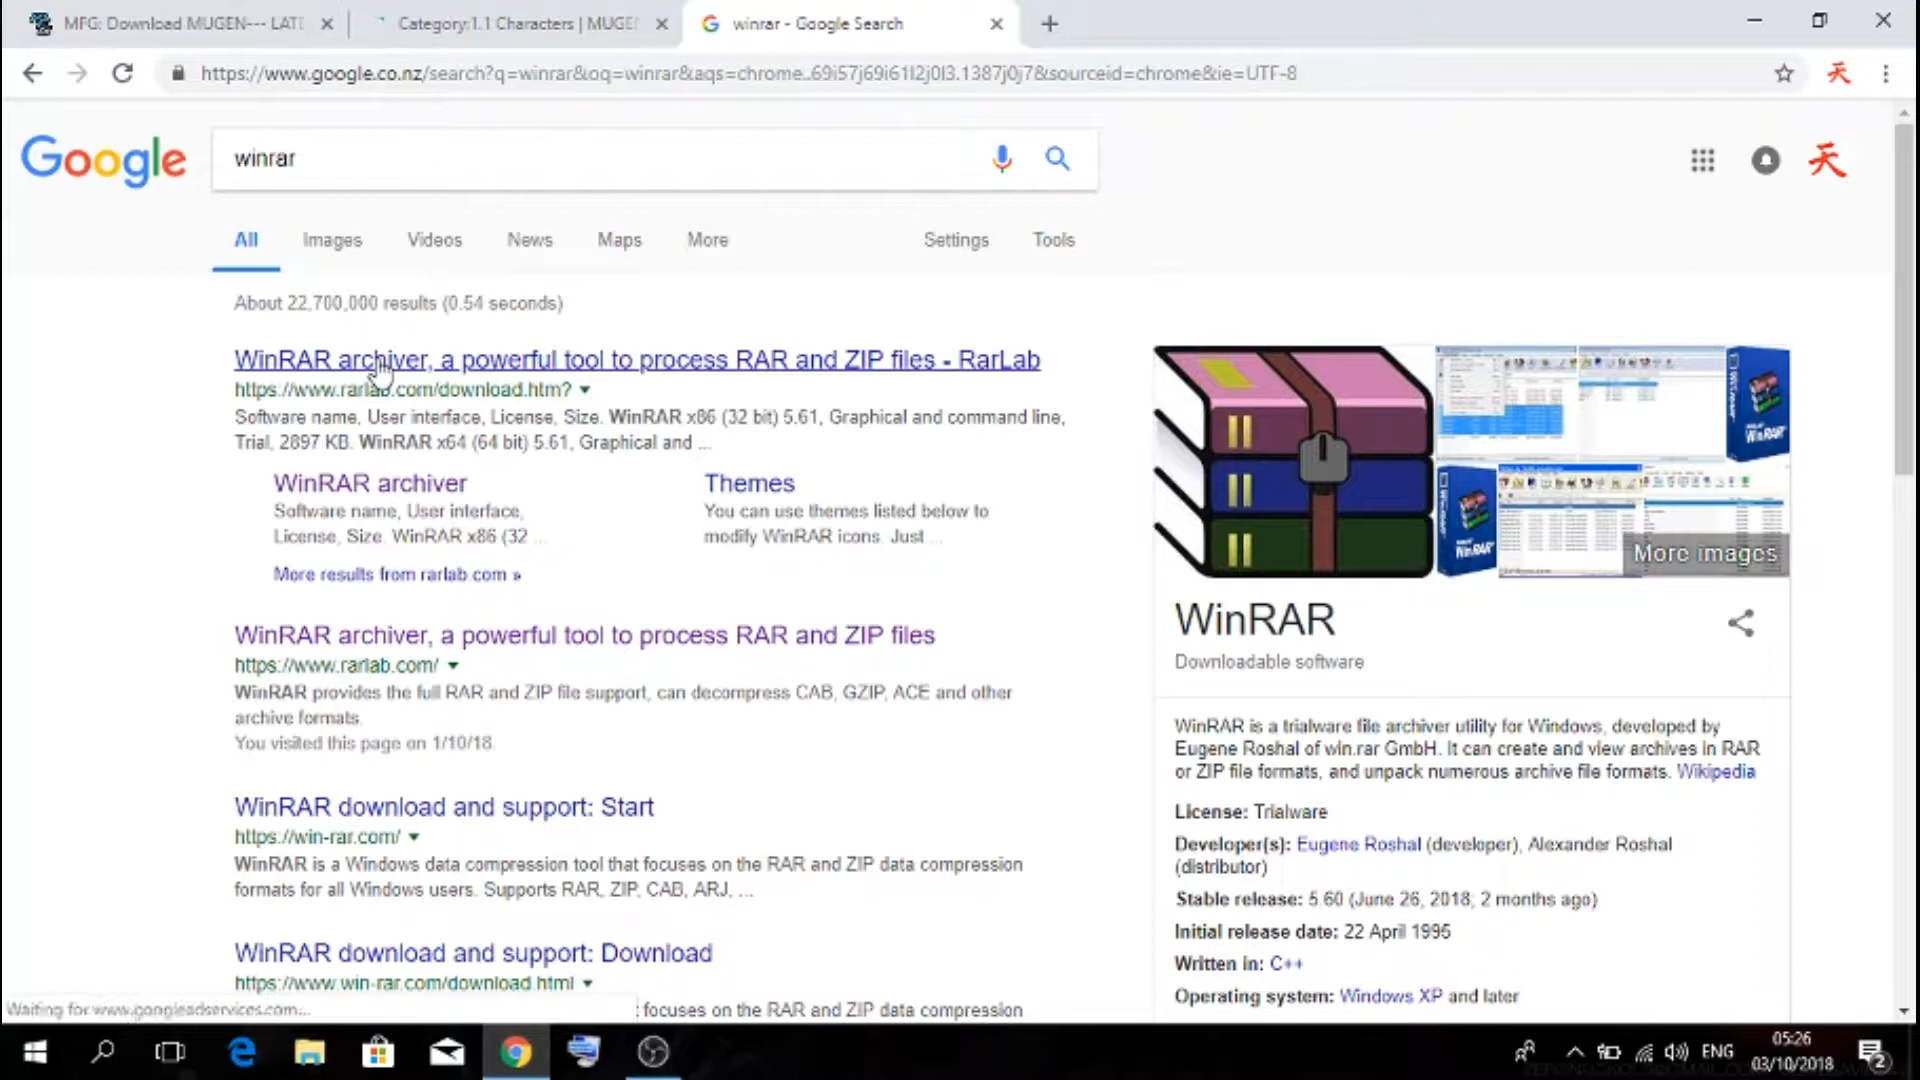 MFG: Download MUGEN--- LATE
Category:1.1 Characters | MUGE
winrar - Google Search
https://www.google.co.nz/search?q=winrar&oq=winrar&aqs=chrome..69i57j69i61l2j0l3.1387j0j7&sourceid=chrome&ie=UTF-8
Google
winrar
天
All Images Videos News Maps More Settings Tools
About 22,700,000 results (0.54 seconds)
WinRAR archiver, a powerful tool to process RAR and ZIP files - RarLab
https://www.rarlab.com/download.htm?
Software name, User interface, License, Size. WinRAR x86 (32 bit) 5.61, Graphical and command line,
Trial, 2897 KB. WinRAR x64 (64 bit) 5.61, Graphical and ...
WinRAR archiver
Software name, User interface,
License, Size. WinRAR x86 (32 ...
Themes
You can use themes listed below to
modify WinRAR icons. Just ...
More results from rarlab.com »
WinRAR archiver, a powerful tool to process RAR and ZIP files
https://www.rarlab.com/
WinRAR provides the full RAR and ZIP file support, can decompress CAB, GZIP, ACE and other
archive formats.
You visited this page on 1/10/18.
WinRAR download and support: Start
https://win-rar.com/
WinRAR is a Windows data compression tool that focuses on the RAR and ZIP data compression
formats for all Windows users. Supports RAR, ZIP, CAB, ARJ, ...
WinRAR download and support: Download
https://www.win-rar.com/download.html
focuses on the RAR and ZIP data compression
Waiting for www.googleadservices.com...
More images
WinRAR
Downloadable software
WinRAR is a trialware file archiver utility for Windows, developed by
Eugene Roshal of win.rar GmbH. It can create and view archives in RAR
or ZIP file formats, and unpack numerous archive file formats. Wikipedia
License: Trialware
Developer(s): Eugene Roshal (developer), Alexander Roshal
(distributor)
Stable release: 5.60 (June 26, 2018; 2 months ago)
Initial release date: 22 April 1995
Written in: C++
Operating system: Windows XP and later
ENG
05:26
03/10/2018
2